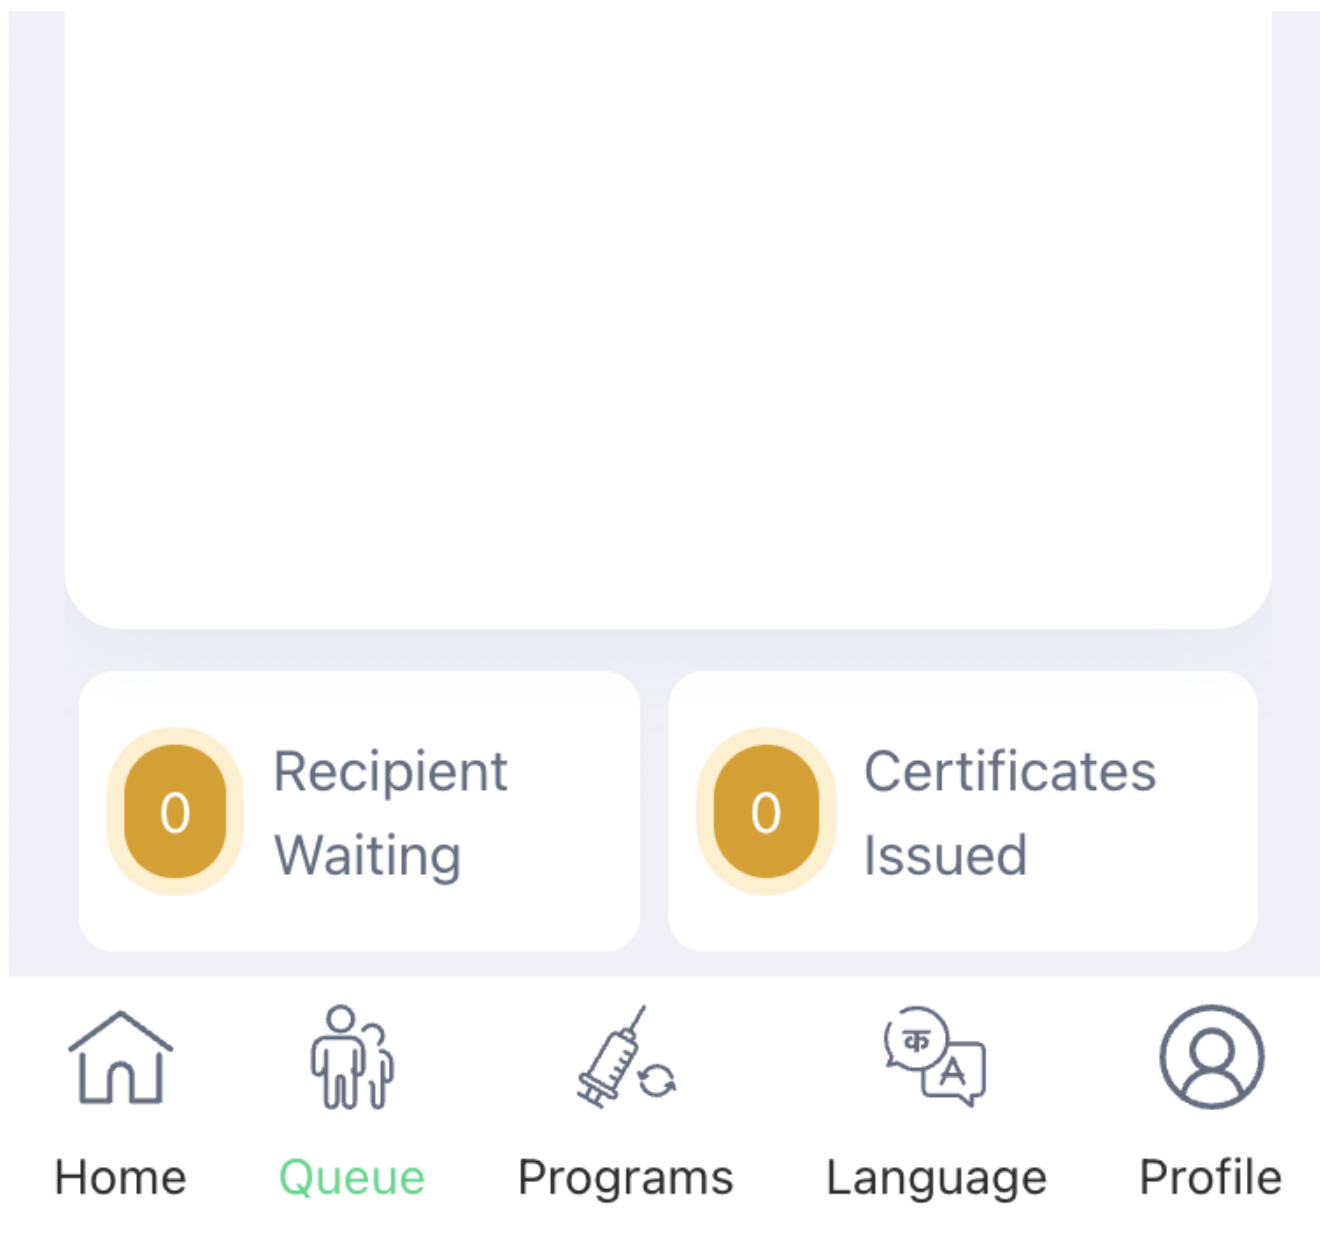 0
Recipient
Waiting
0
Certificates
Issued
क
A
Home
Queue
Programs
Language
Profile